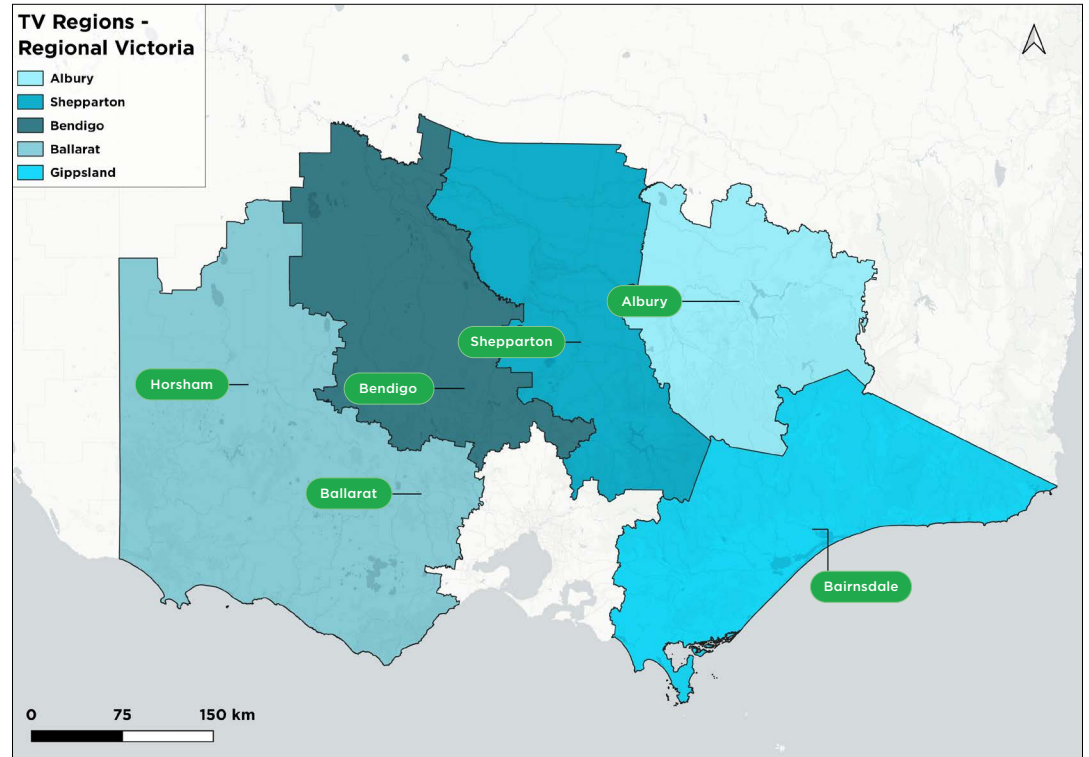 TV Regions -
Regional Victoria
Albury
Shepparton
Bendigo
Ballarat
Gippsland
Albury
Shepparton
Horsham
Bendigo
Ballarat
Bairnsdale
0 75 150 km